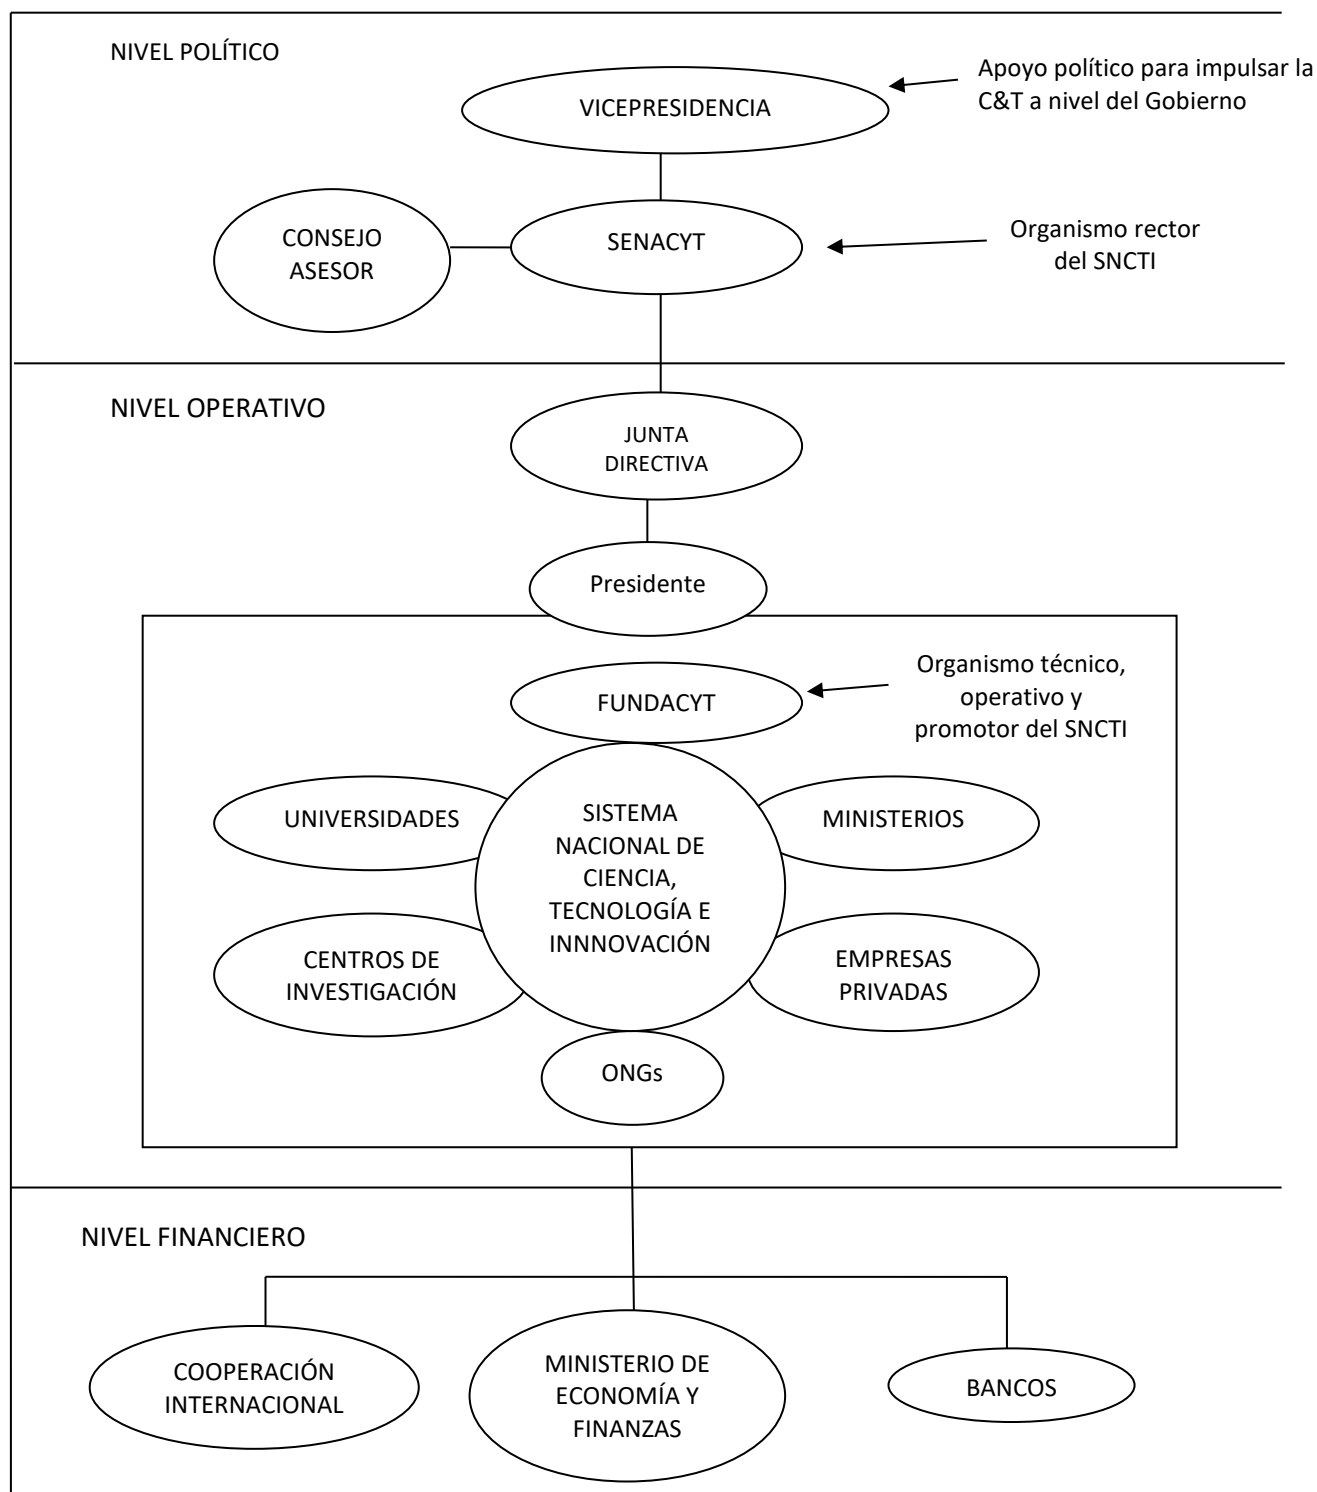 NIVEL POLÍTICO
Apoyo político para impulsar la
C&T a nivel del Gobierno
VICEPRESIDENCIA
CONSEJO
ASESOR
SENACYT
Organismo rector
del SNCTI
NIVEL OPERATIVO
JUNTA
DIRECTIVA
Presidente
FUNDACYT
Organismo técnico,
operativo y
promotor del SNCTI
UNIVERSIDADES
SISTEMA
NACIONAL DE
CIENCIA,
TECNOLOGÍA E
INNNOVACIÓN
MINISTERIOS
CENTROS DE
INVESTIGACIÓN
EMPRESAS
PRIVADAS
ONGs
NIVEL FINANCIERO
COOPERACIÓN
INTERNACIONAL
MINISTERIO DE
ECONOMÍA Y
FINANZAS
BANCOS